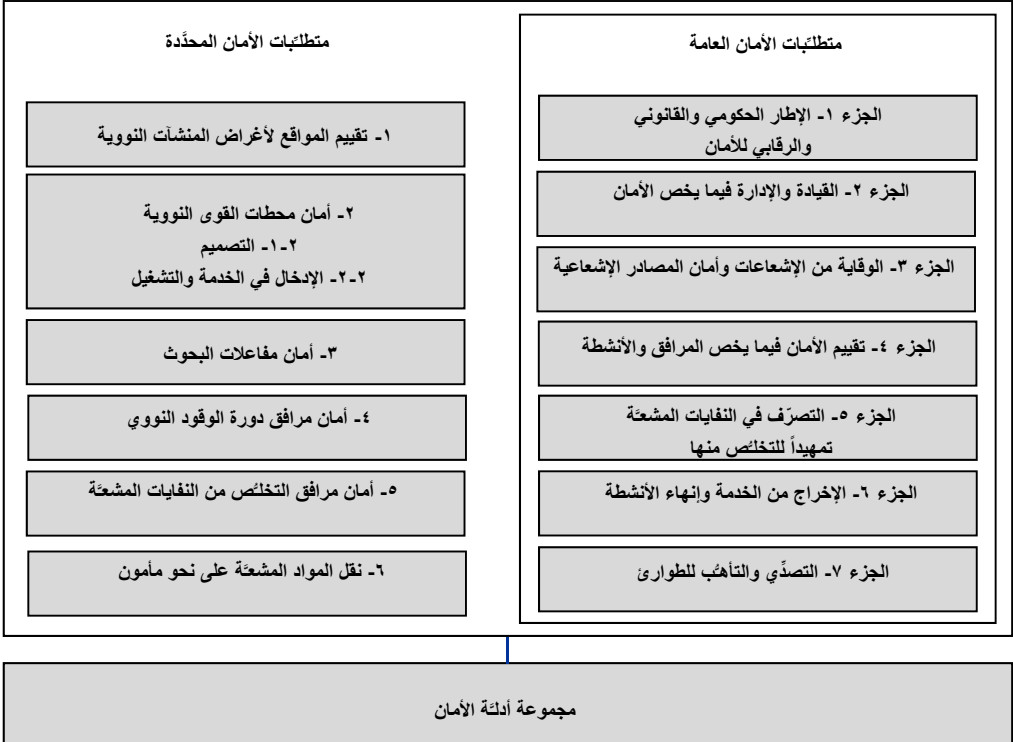 متطلبات الأمان العامة
الجزء ١- الإطار الحكومي والقانوني
والرقابي للأمان
الجزء ٢- القيادة والإدارة فيما يخص الأمان
الجزء ٣- الوقاية من الإشعاعات وأمان المصادر الإشعاعية
الجزء ٤- تقييم الأمان فيما يخص المرافق والأنشطة
الجزء ٥- التصرّف في النفايات المشعَّة
تمهيداً للتخلُص منها
الجزء ٦- الإخراج من الخدمة وإنهاء الأنشطة
الجزء ٧- التصدِّي والتأهُب للطوارئ
متطلبات الأمان المحدَّدة
١- تقييم المواقع لأغراض المنشآت النووية
٢- أمان محطات القوى النووية
٢-١- التصميم
٢-٢- الإدخال في الخدمة والتشغيل
٣- أمان مفاعلات البحوث
٤- أمان مرافق دورة الوقود النووي
٥- أمان مرافق التخلُص من النفايات المشعَّة
٦- نقل المواد المشعَّة على نحو مأمون
مجموعة أدلَّة الأمان